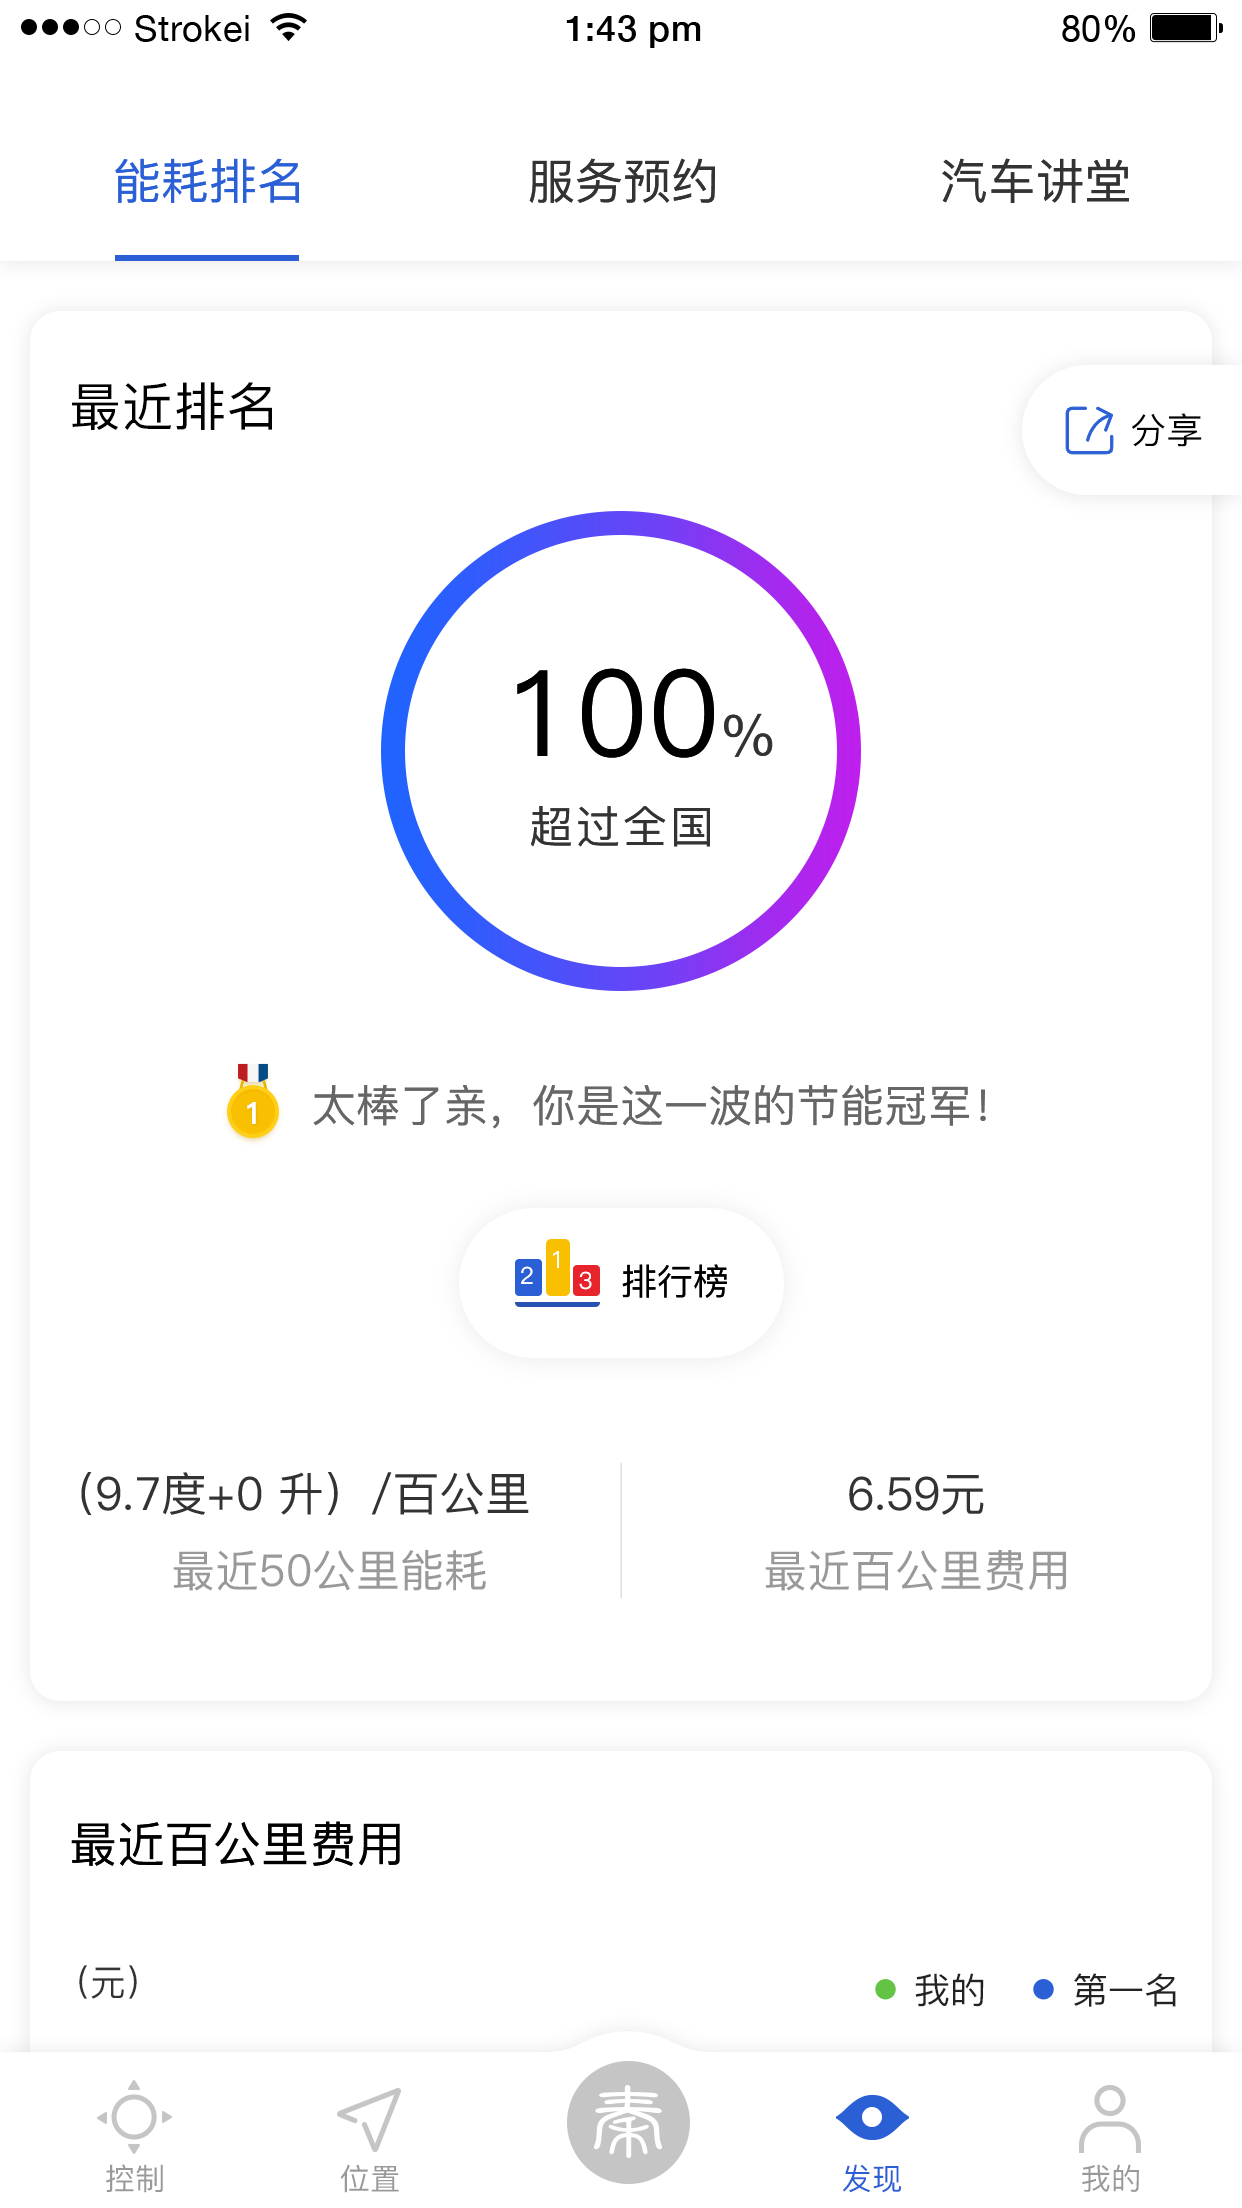 Strokei 1:43 pm 80%
能耗排名 服务预约 汽车讲堂
最近排名
分享
100%
超过全国
1 太棒了亲，你是这一波的节能冠军！
2 1 3 排行榜
（9.7度+0 升）/百公里 6.59元
最近50公里能耗 最近百公里费用
最近百公里费用
（元） 我的 第一名
秦
控制 位置 发现 我的